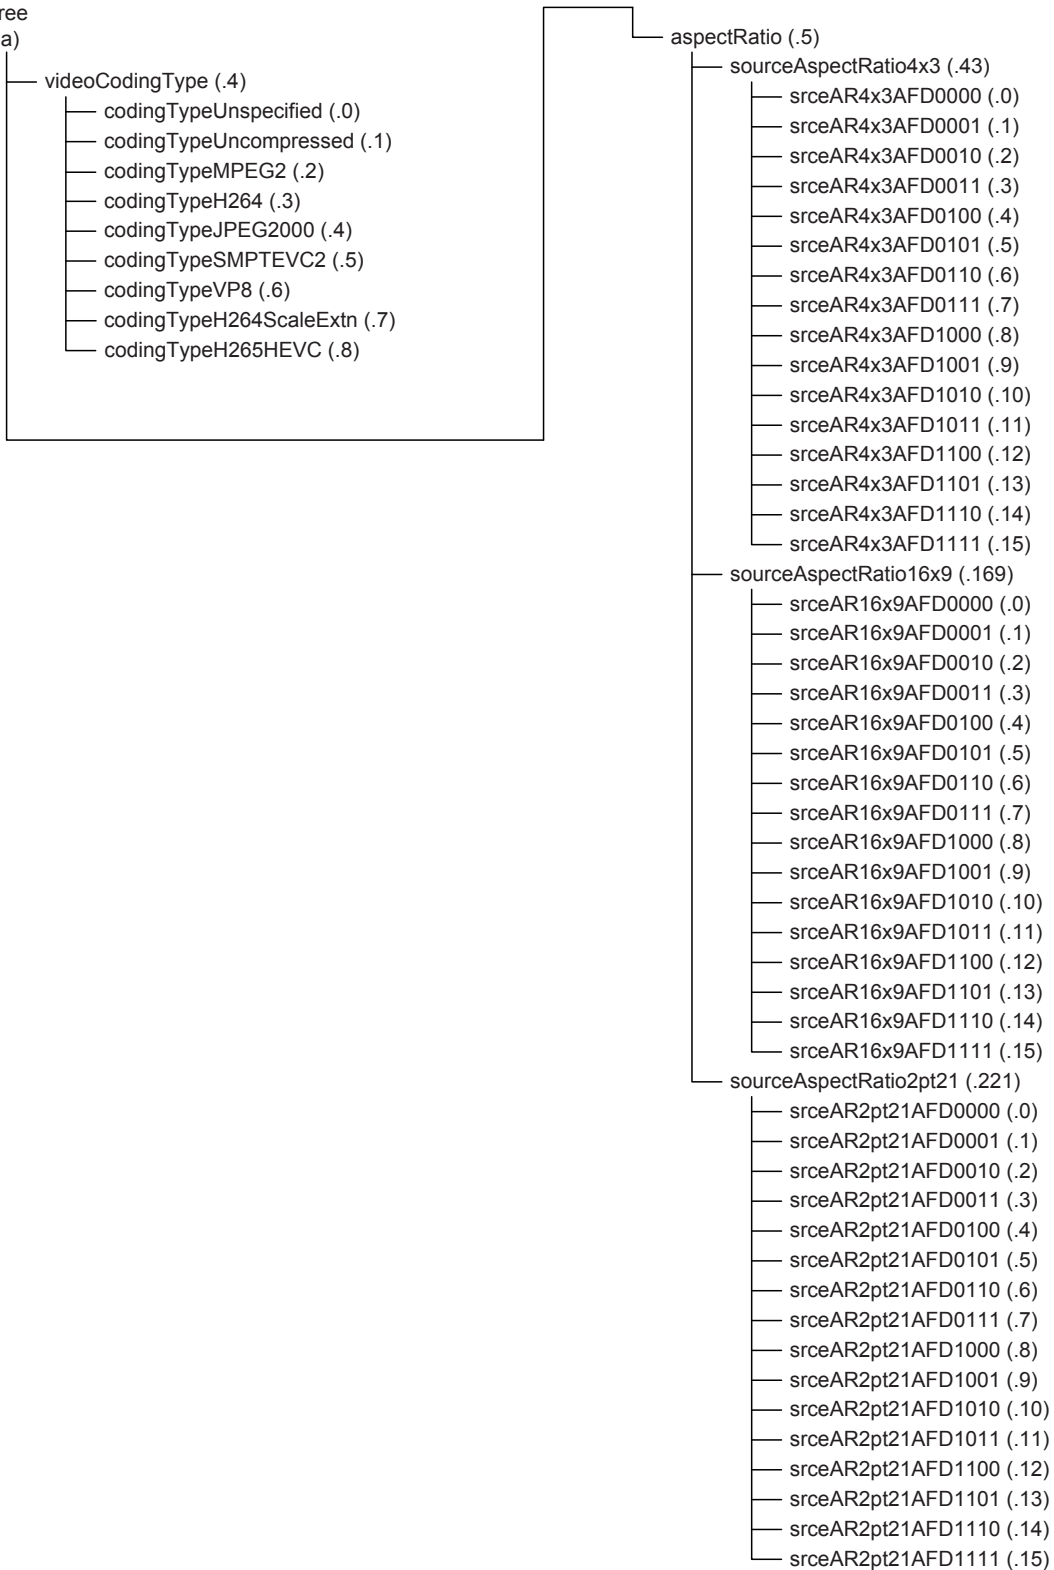 ree
a)
videoCodingType (.4)
codingTypeUnspecified (.0)
codingTypeUncompressed (.1)
codingTypeMPEG2 (.2)
codingTypeH264 (.3)
codingTypeJPEG2000 (.4)
codingTypeSMPTEVC2 (.5)
codingTypeVP8 (.6)
codingTypeH264ScaleExtn (.7)
codingTypeH265HEVC (.8)
aspectRatio (.5)
sourceAspectRatio4x3 (.43)
srceAR4x3AFD0000 (.0)
srceAR4x3AFD0001 (.1)
srceAR4x3AFD0010 (.2)
srceAR4x3AFD0011 (.3)
srceAR4x3AFD0100 (.4)
srceAR4x3AFD0101 (.5)
srceAR4x3AFD0110 (.6)
srceAR4x3AFD0111 (.7)
srceAR4x3AFD1000 (.8)
srceAR4x3AFD1001 (.9)
srceAR4x3AFD1010 (.10)
srceAR4x3AFD1011 (.11)
srceAR4x3AFD1100 (.12)
srceAR4x3AFD1101 (.13)
srceAR4x3AFD1110 (.14)
srceAR4x3AFD1111 (.15)
sourceAspectRatio16x9 (.169)
srceAR16x9AFD0000 (.0)
srceAR16x9AFD0001 (.1)
srceAR16x9AFD0010 (.2)
srceAR16x9AFD0011 (.3)
srceAR16x9AFD0100 (.4)
srceAR16x9AFD0101 (.5)
srceAR16x9AFD0110 (.6)
srceAR16x9AFD0111 (.7)
srceAR16x9AFD1000 (.8)
srceAR16x9AFD1001 (.9)
srceAR16x9AFD1010 (.10)
srceAR16x9AFD1011 (.11)
srceAR16x9AFD1100 (.12)
srceAR16x9AFD1101 (.13)
srceAR16x9AFD1110 (.14)
srceAR16x9AFD1111 (.15)
sourceAspectRatio2pt21 (.221)
srceAR2pt21AFD0000 (.0)
srceAR2pt21AFD0001 (.1)
srceAR2pt21AFD0010 (.2)
srceAR2pt21AFD0011 (.3)
srceAR2pt21AFD0100 (.4)
srceAR2pt21AFD0101 (.5)
srceAR2pt21AFD0110 (.6)
srceAR2pt21AFD0111 (.7)
srceAR2pt21AFD1000 (.8)
srceAR2pt21AFD1001 (.9)
srceAR2pt21AFD1010 (.10)
srceAR2pt21AFD1011 (.11)
srceAR2pt21AFD1100 (.12)
srceAR2pt21AFD1101 (.13)
srceAR2pt21AFD1110 (.14)
srceAR2pt21AFD1111 (.15)